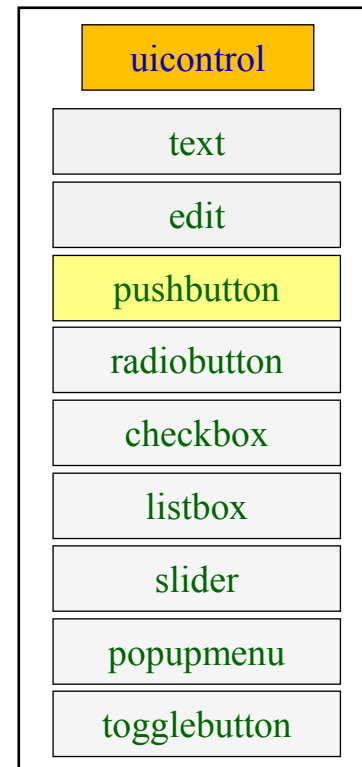 uicontrol
text
edit
pushbutton
radiobutton
checkbox
listbox
slider
popupmenu
togglebutton